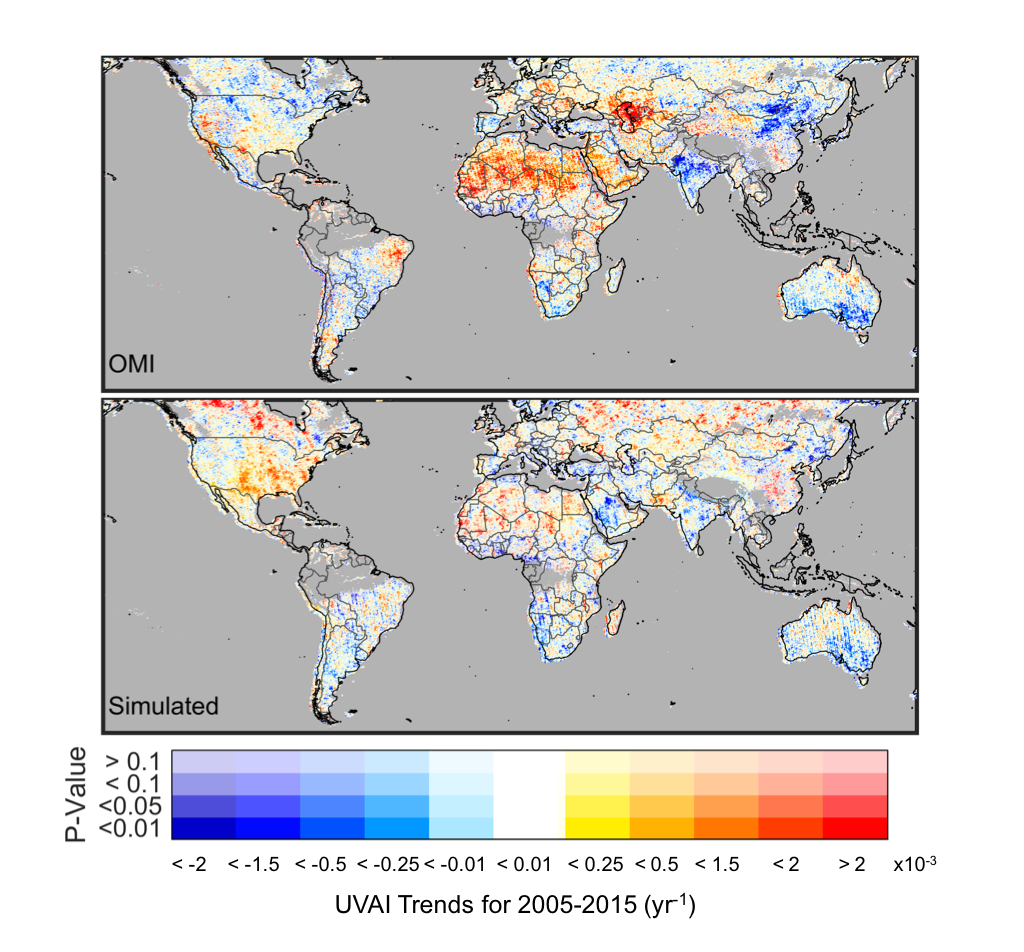 OMI
Simulated
P-Value
> 0.1
< 0.1
<0.05
<0.01
< -2 < -1.5 < -0.5 < -0.25 < -0.01 < 0.01 < 0.25 < 0.5 < 1.5 < 2 > 2 x10⁻³
UVAI Trends for 2005-2015 (yr⁻¹)